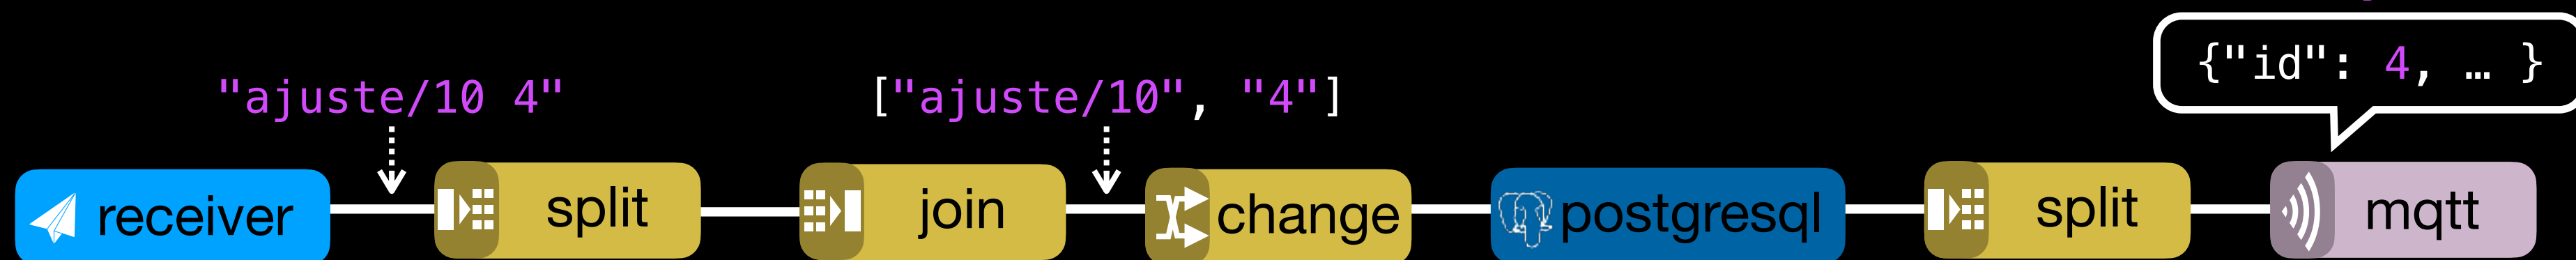 {"id": 4, … }
"ajuste/10 4"
["ajuste/10", "4"]
receiver
split
join
change
postgresql
split
mqtt